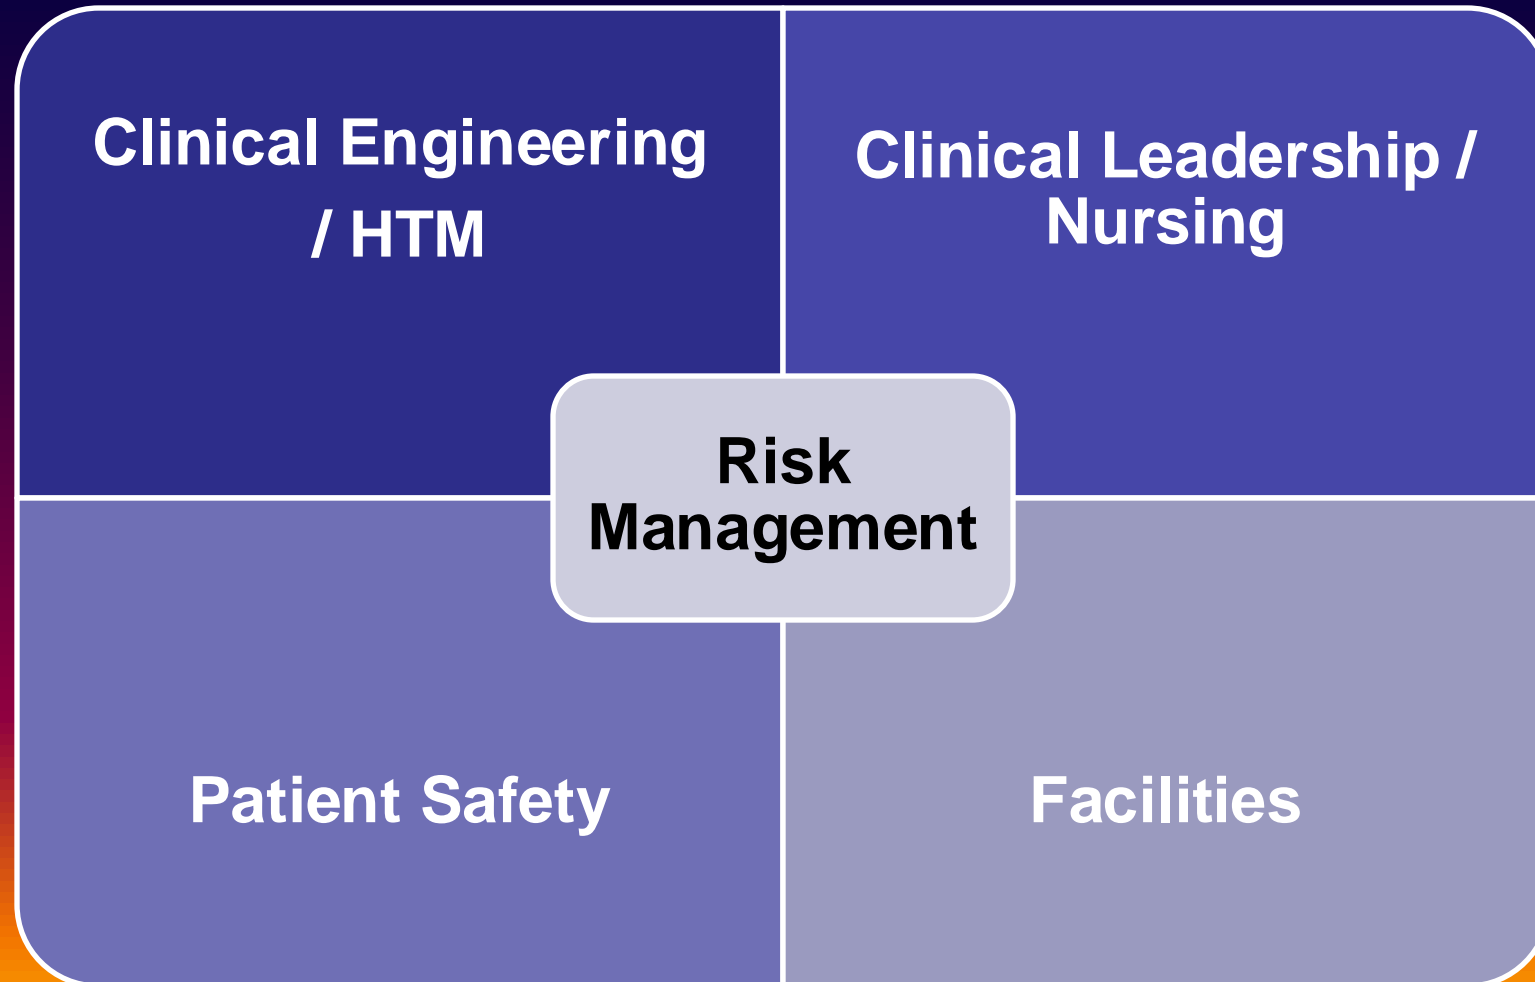 Clinical Engineering
/ HTM
Clinical Leadership /
Nursing
Risk
Management
Patient Safety
Facilities